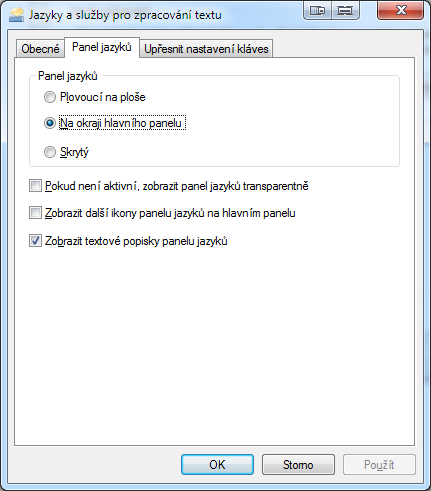 Jazyky a služby pro zpracování textu
Obecné Panel jazyků Upřesnit nastavení kláves
Panel jazyků
Plovoucí na ploše
Na okraji hlavního panelu
Skrytý
Pokud není aktivní, zobrazit panel jazyků transparentně
Zobrazit další ikony panelu jazyků na hlavním panelu
Zobrazit textové popisky panelu jazyků
OK Storno Použít